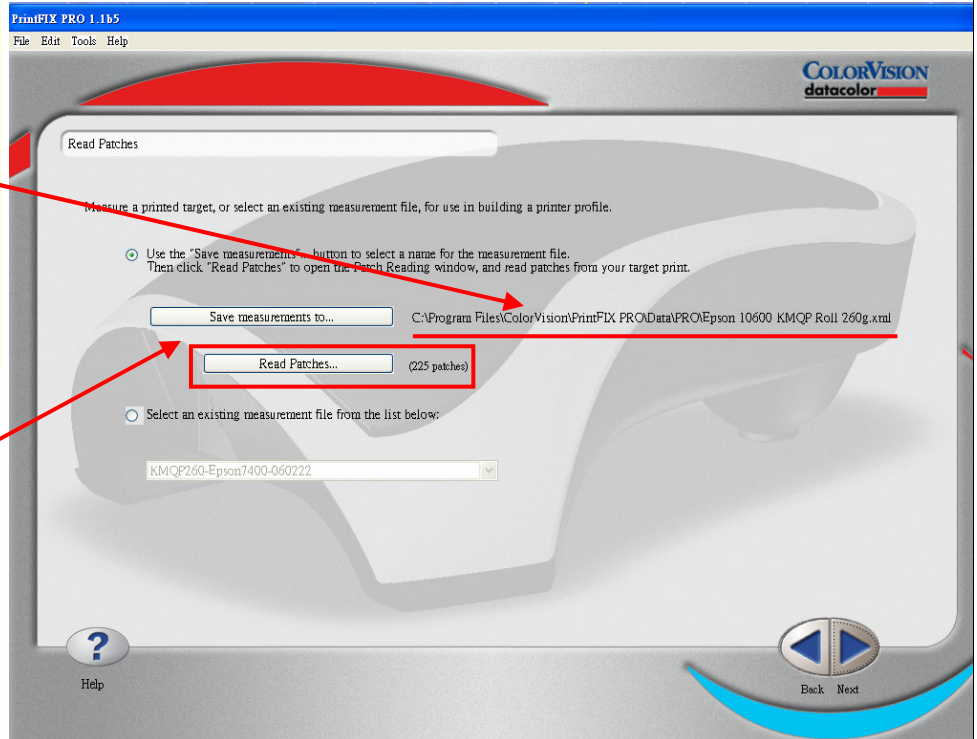 PrintFIX PRO 1.1b5
File Edit Tools Help
COLORVISION
datacolor
Read Patches
Measure a printed target, or select an existing measurement file, for use in building a printer profile.
Use the "Save measurements"... button to select a name for the measurement file.
Then click "Read Patches" to open the Patch Reading window, and read patches from your target print.
Save measurements to... C:\Program Files\ColorVision\PrintFIX PRO\Data\PRO\Epson 10600 KMQP Roll 260g.xml
Read Patches... (225 patches)
Select an existing measurement file from the list below:
KMQP260-Epson7400-060222
?
Help
Back Next